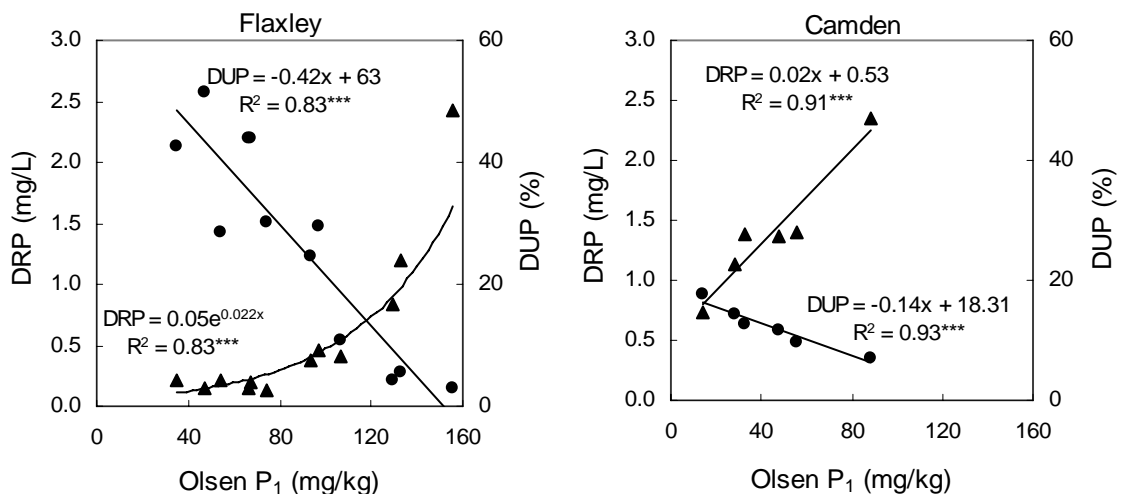 Flaxley
3.0
2.5
2.0
1.5
1.0
0.5
0.0
DRP (mg/L)
DUP = -0.42x + 63
R² = 0.83***
DRP = 0.05e^0.022x
R² = 0.83***
60
40
20
0
DUP (%)
0 40 80 120 160
Olsen P₁ (mg/kg)
Camden
3.0
2.5
2.0
1.5
1.0
0.5
0.0
DRP (mg/L)
DRP = 0.02x + 0.53
R² = 0.91***
DUP = -0.14x + 18.31
R² = 0.93***
60
40
20
0
DUP (%)
0 40 80 120 160
Olsen P₁ (mg/kg)